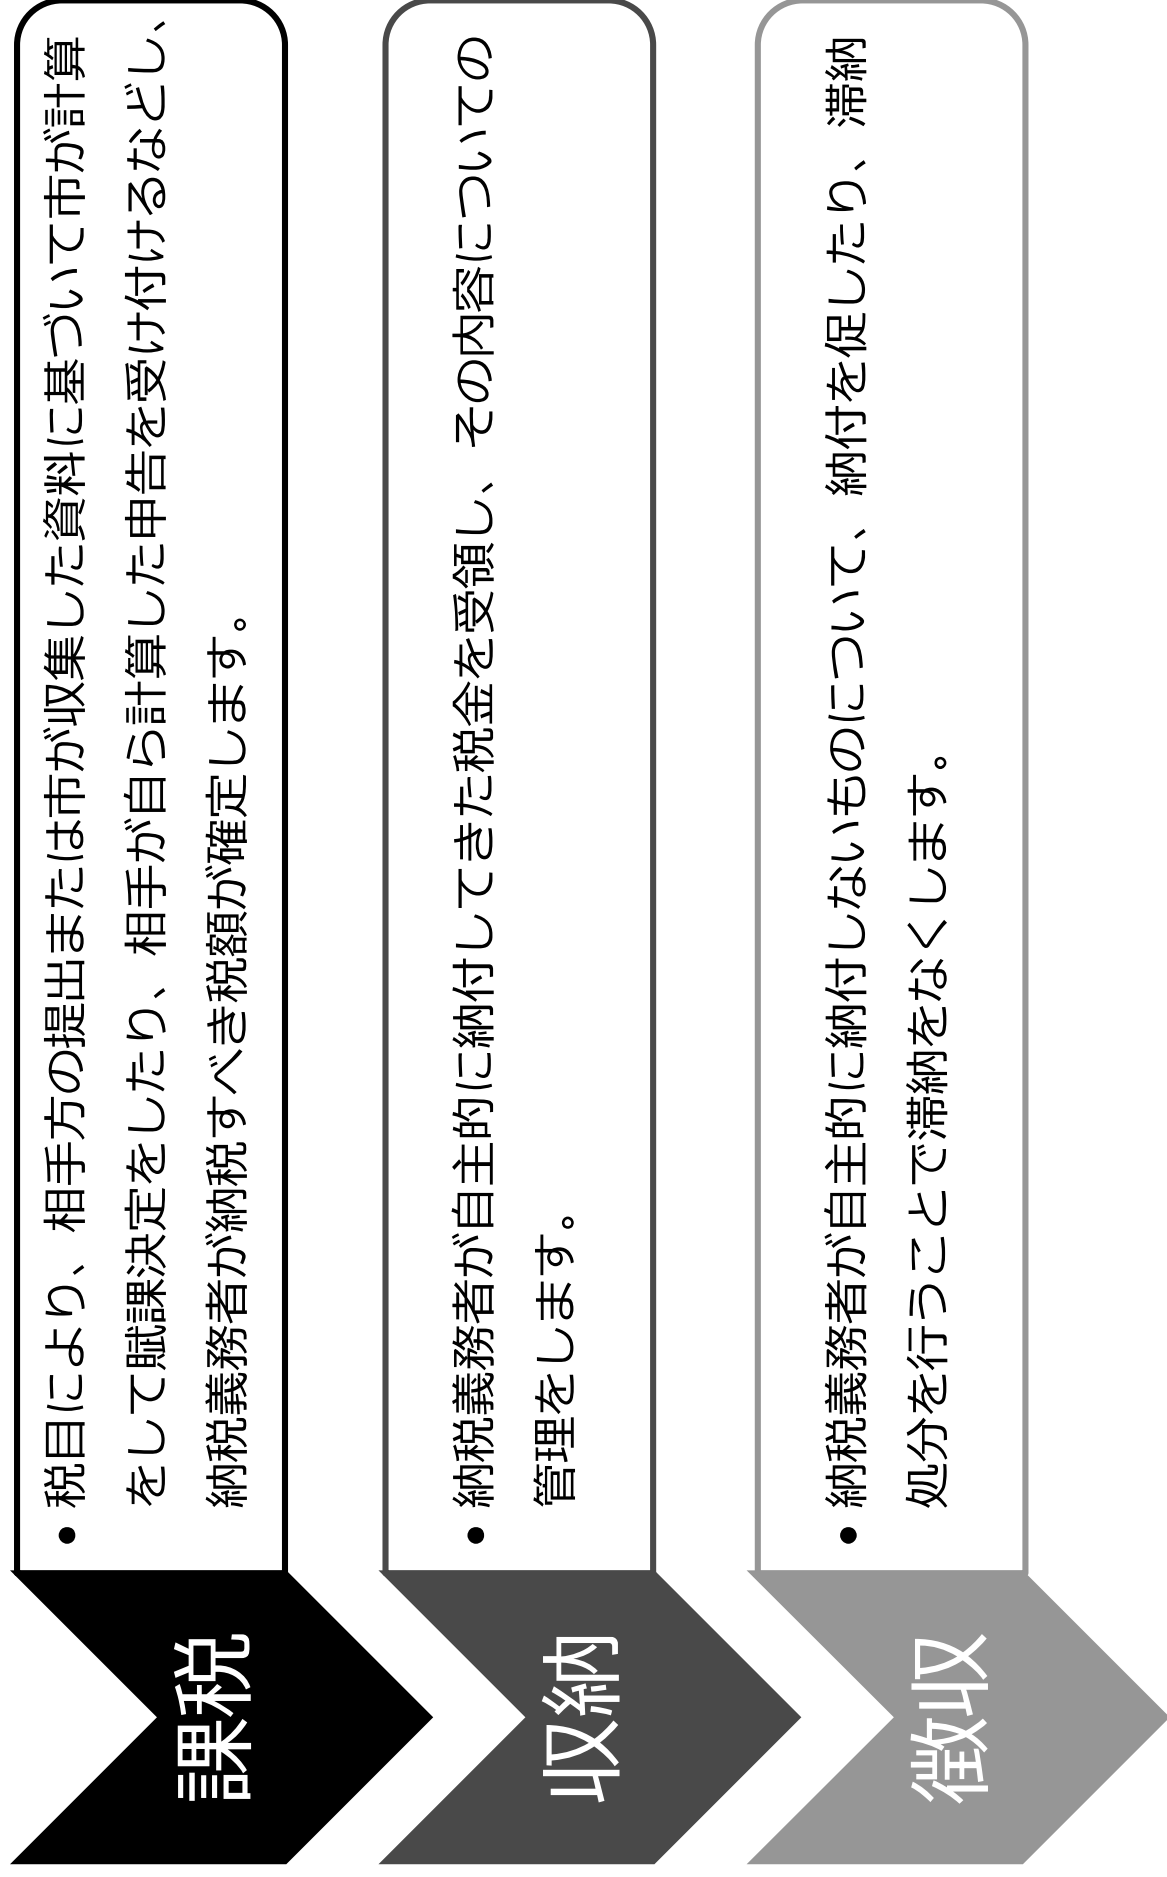 課税
• 税目により、相手方の提出または市が収集した資料に基づいて市が計算
をして賦課決定をしたり、相手が自ら計算した申告を受け付けるなどし、
納税義務者が納税すべき税額が確定します。
収納
• 納税義務者が自主的に納付してきた税金を受領し、その内容についての
管理をします。
徴収
• 納税義務者が自主的に納付しないものについて、納付を促したり、滞納
処分を行うことで滞納をなくします。